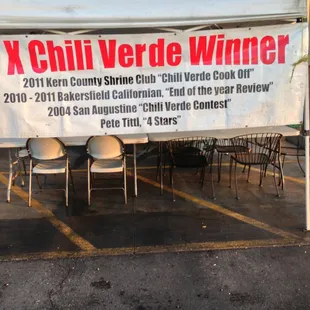 X Chili Verde Winner
2011 Kern County Shrine Club "Chili Verde Cook Off"
2010 - 2011 Bakersfield Californian, "End of the year Review"
2004 San Augustine "Chili Verde Contest"
Pete Tittl, "4 Stars"